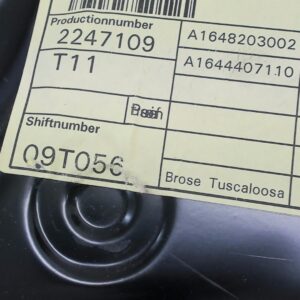 Productionnumber
2247109
A1648203002
T11
A1644407110
Shiftnumber
09T056
Brose Tuscaloosa